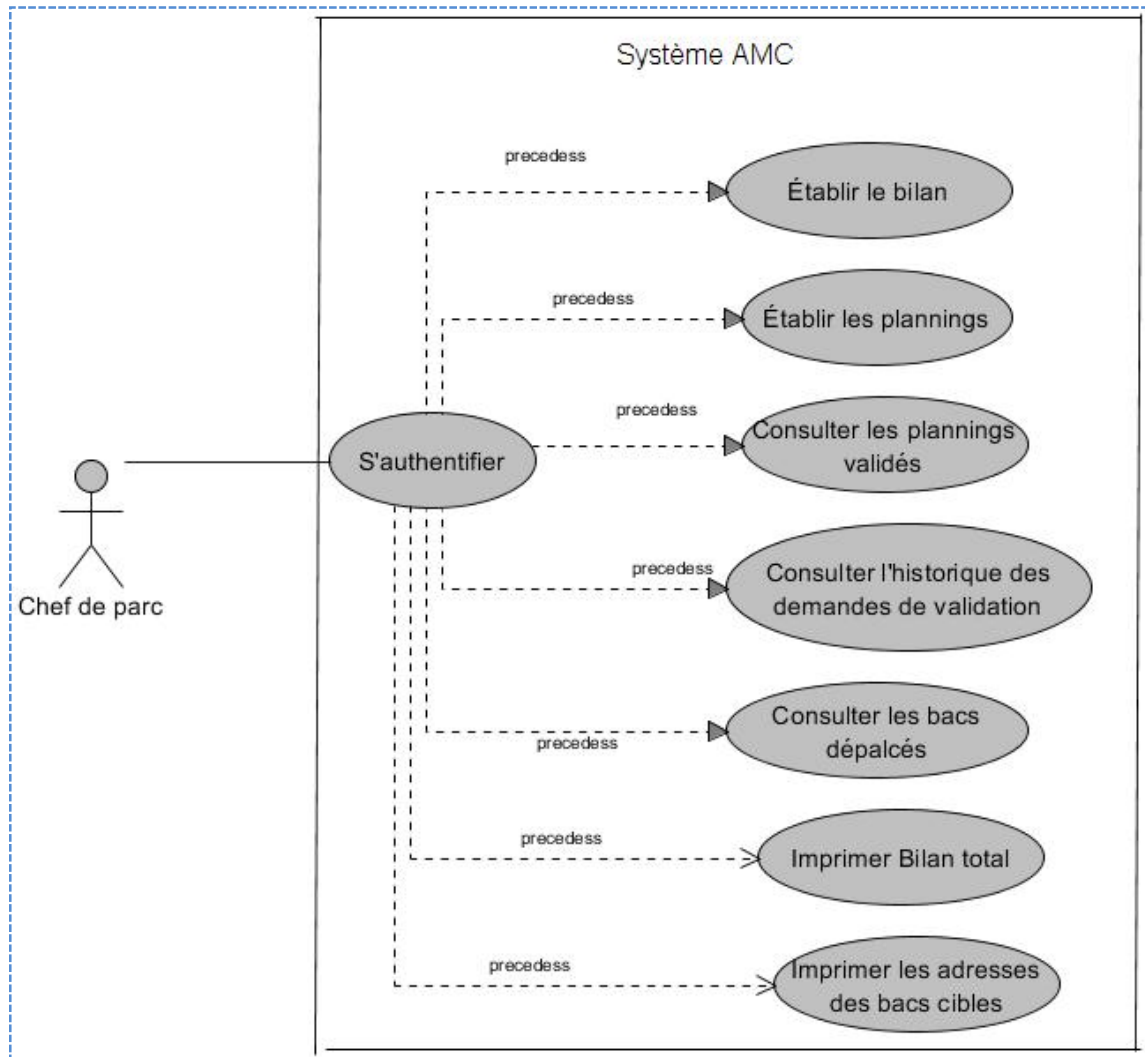 Système AMC
precedess
Établir le bilan
precedess
Établir les plannings
precedess
Consulter les plannings
validés
S'authentifier
precedess
Consulter l'historique des
demandes de validation
Chef de parc
Consulter les bacs
dépalcés
precedess
precedess
Imprimer Bilan total
precedess
Imprimer les adresses
des bacs cibles